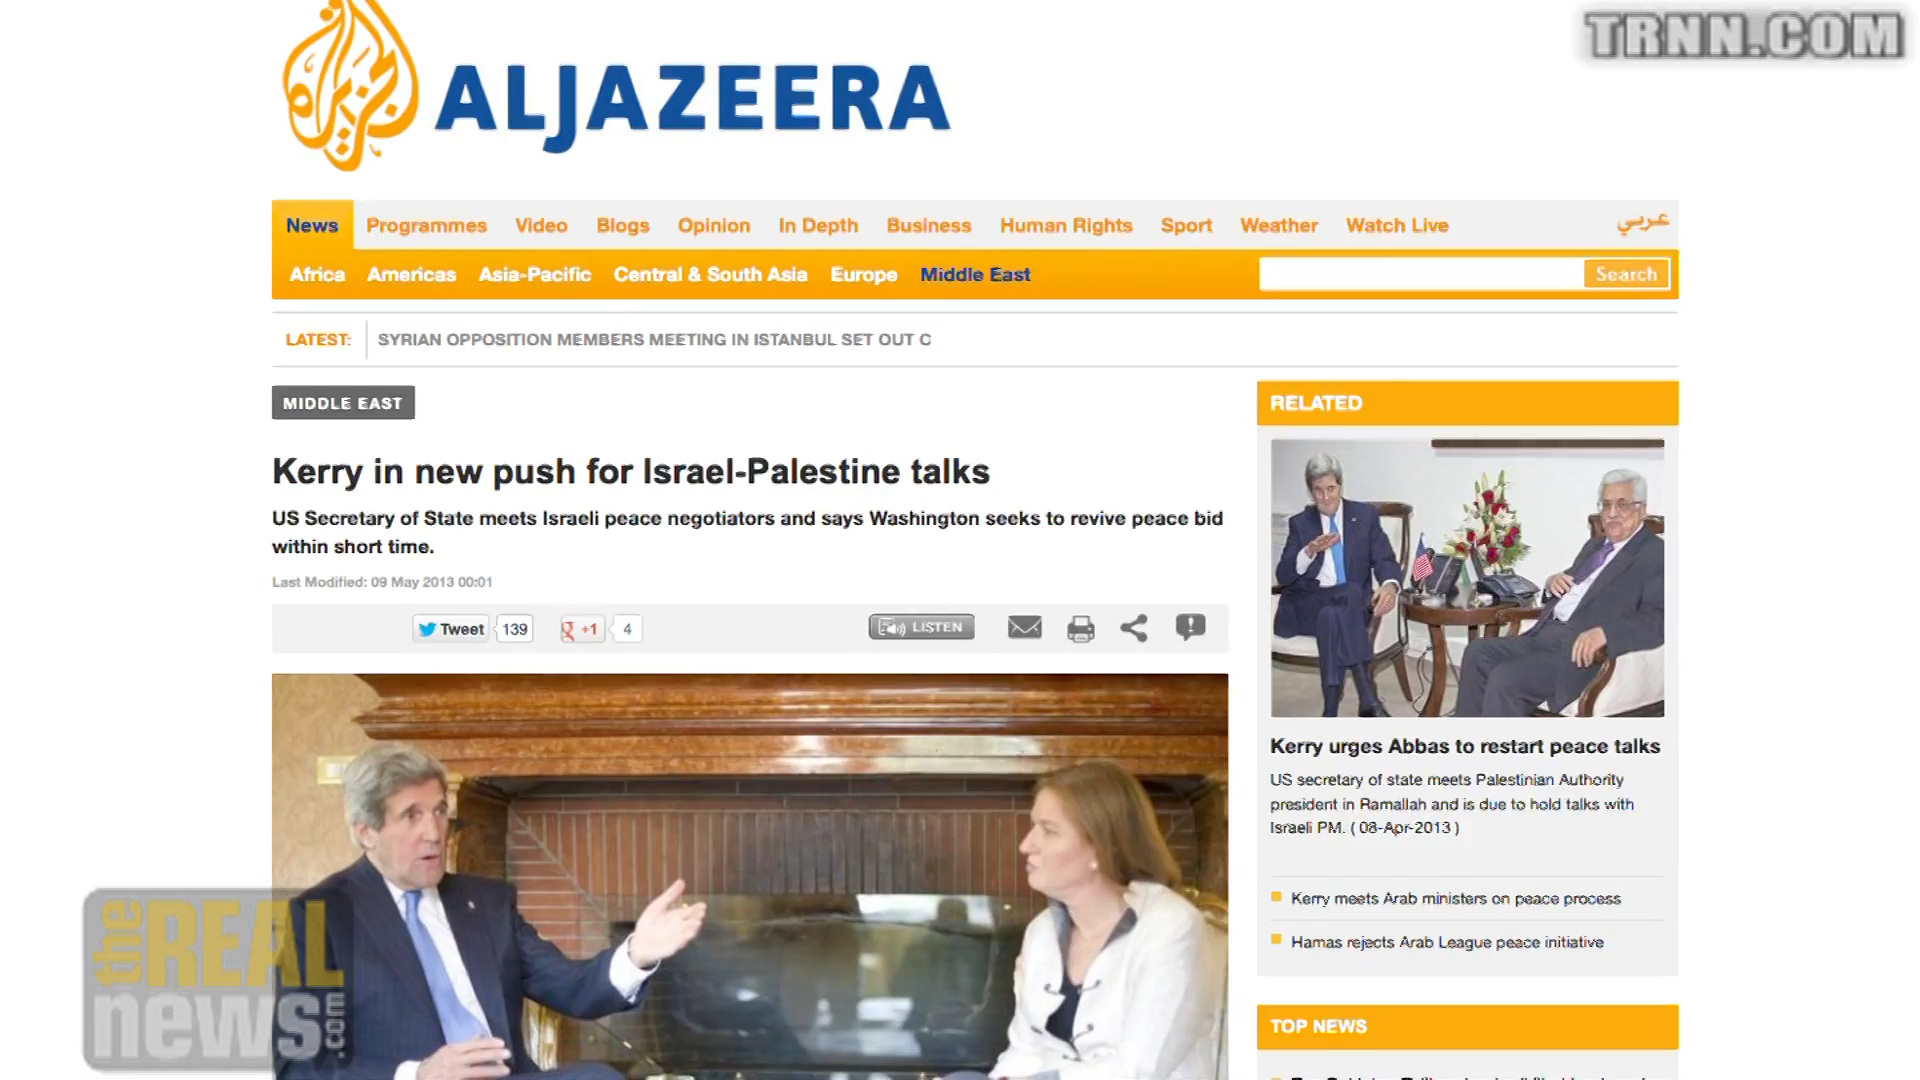 TRNN.COM
ALJAZEERA
News Programmes Video Blogs Opinion In Depth Business Human Rights Sport Weather Watch Live عربي
Africa Americas Asia-Pacific Central & South Asia Europe Middle East Search
LATEST: SYRIAN OPPOSITION MEMBERS MEETING IN ISTANBUL SET OUT C
MIDDLE EAST
Kerry in new push for Israel-Palestine talks
US Secretary of State meets Israeli peace negotiators and says Washington seeks to revive peace bid
within short time.
Last Modified: 09 May 2013 00:01
Tweet 139 g +1 4 LISTEN
RELATED
Kerry urges Abbas to restart peace talks
US secretary of state meets Palestinian Authority
president in Ramallah and is due to hold talks with
Israeli PM. ( 08-Apr-2013 )
Kerry meets Arab ministers on peace process
Hamas rejects Arab League peace initiative
TOP NEWS
the REAL
news.com